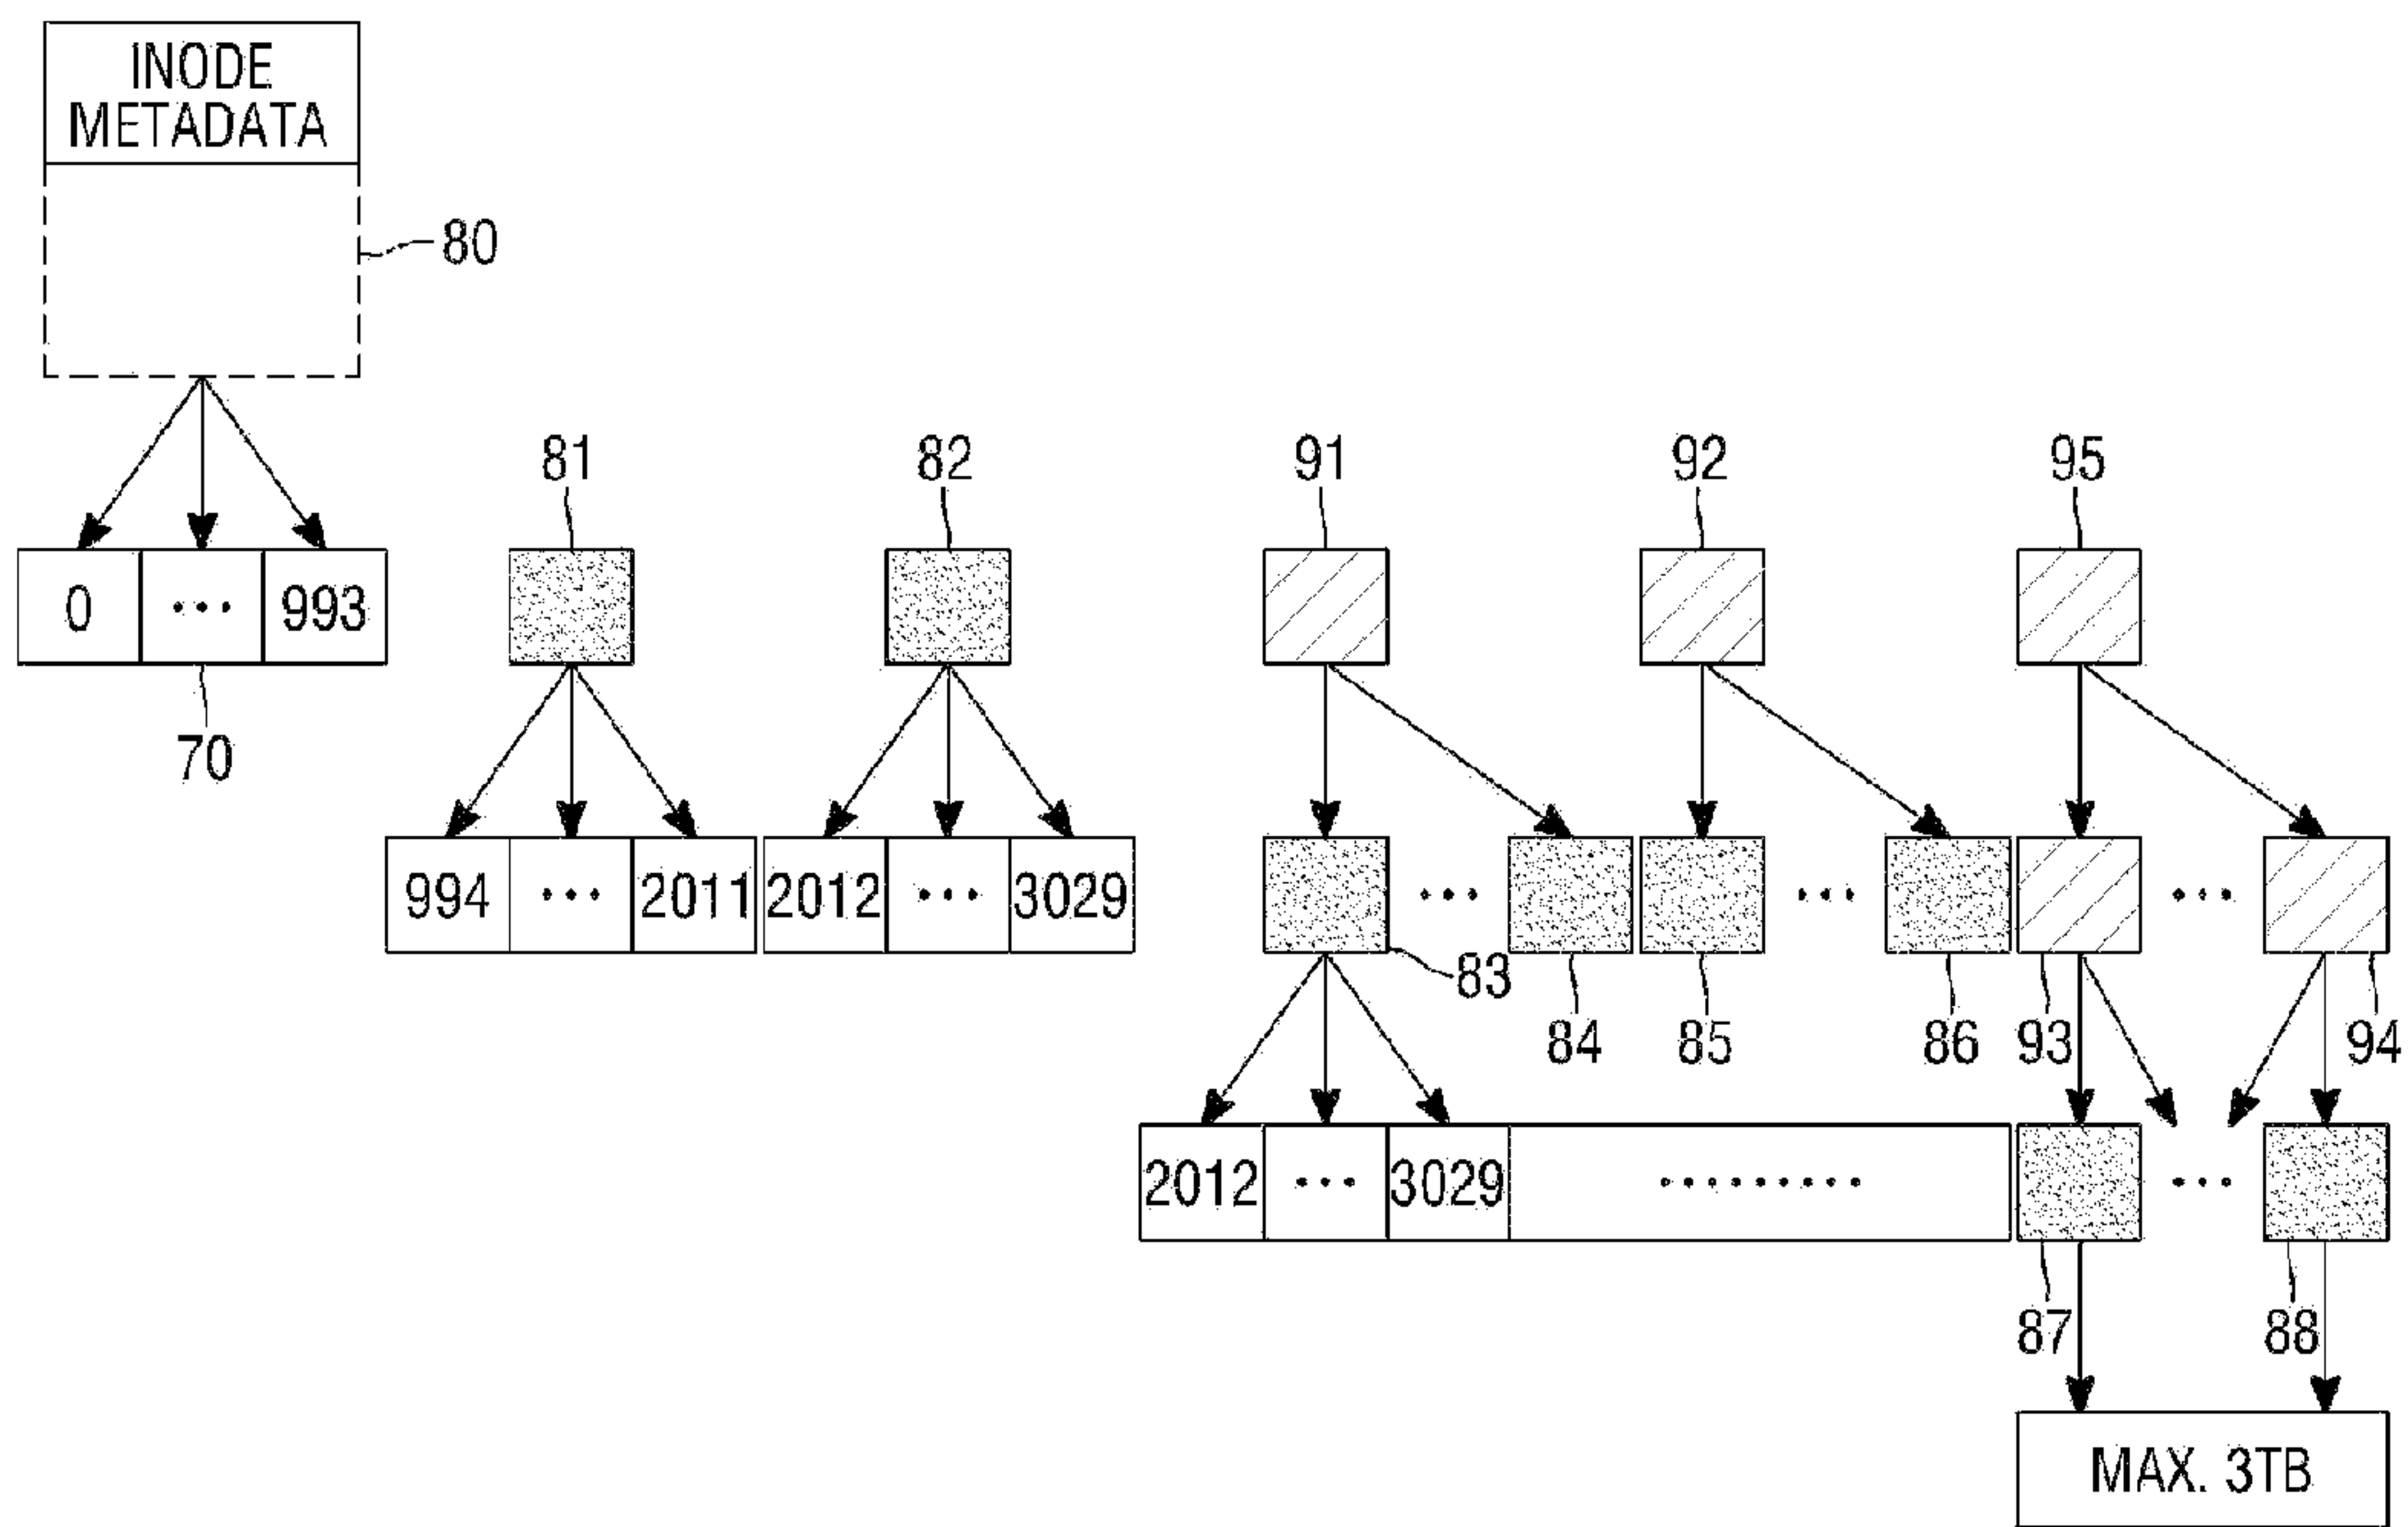 INODE
METADATA
80
81 82 91 92 95
0 ... 993
70
994 ... 2011 2012 ... 3029 ... ... ...
83
84 85 86 93 94
2012 ... 3029 ......... ...
87 88
MAX. 3TB